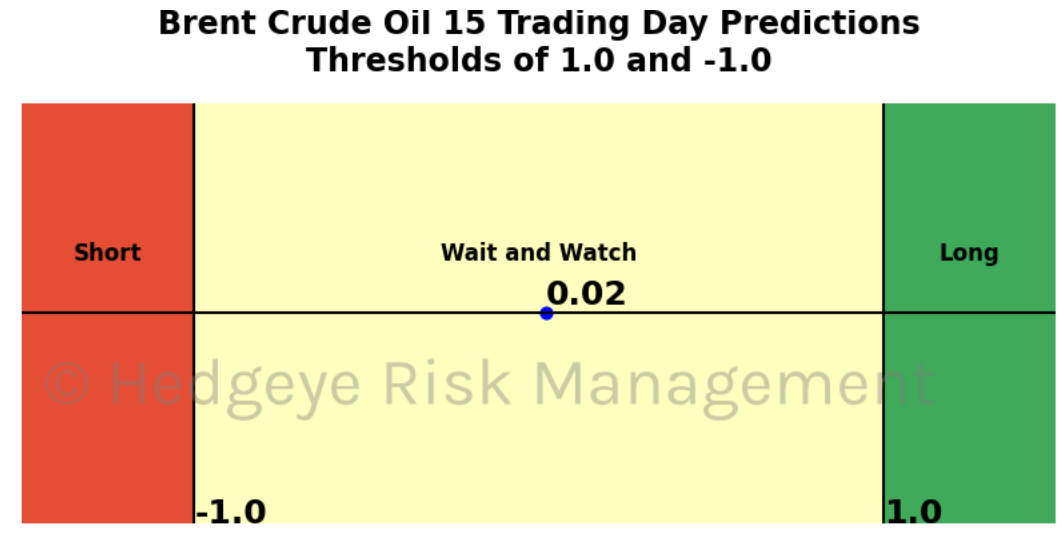 Brent Crude Oil 15 Trading Day Predictions
Thresholds of 1.0 and -1.0
Short
Wait and Watch
Long
0.02
© Hedgeye Risk Management
-1.0
1.0